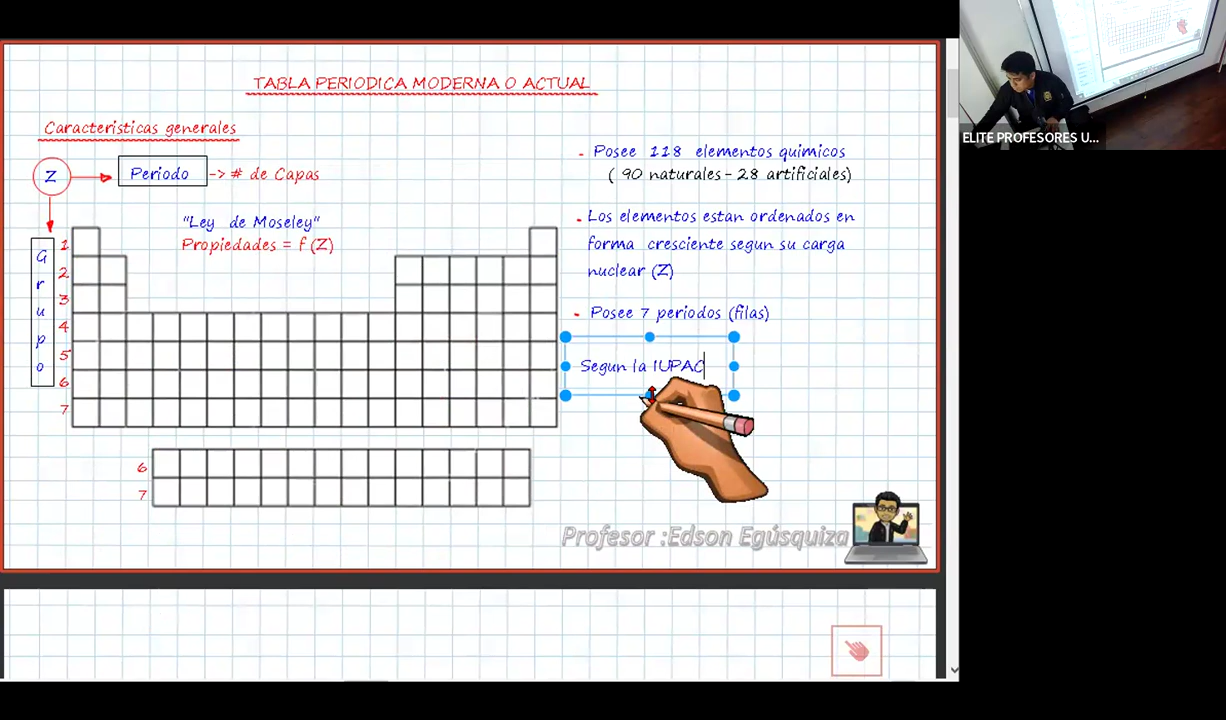 TABLA PERIODICA MODERNA O ACTUAL
Caracteristicas generales
Z
Periodo -> # de Capas
"Ley de Moseley"
Propiedades = f (Z)
Grupo
1
2
3
4
5
6
7
6
7
- Posee 118 elementos quimicos
( 90 naturales - 28 artificiales)
- Los elementos estan ordenados en
forma cresciente segun su carga
nuclear (Z)
- Posee 7 periodos (filas)
Segun la IUPAC
Profesor :Edson Egúsquiza
ELITE PROFESORES U...